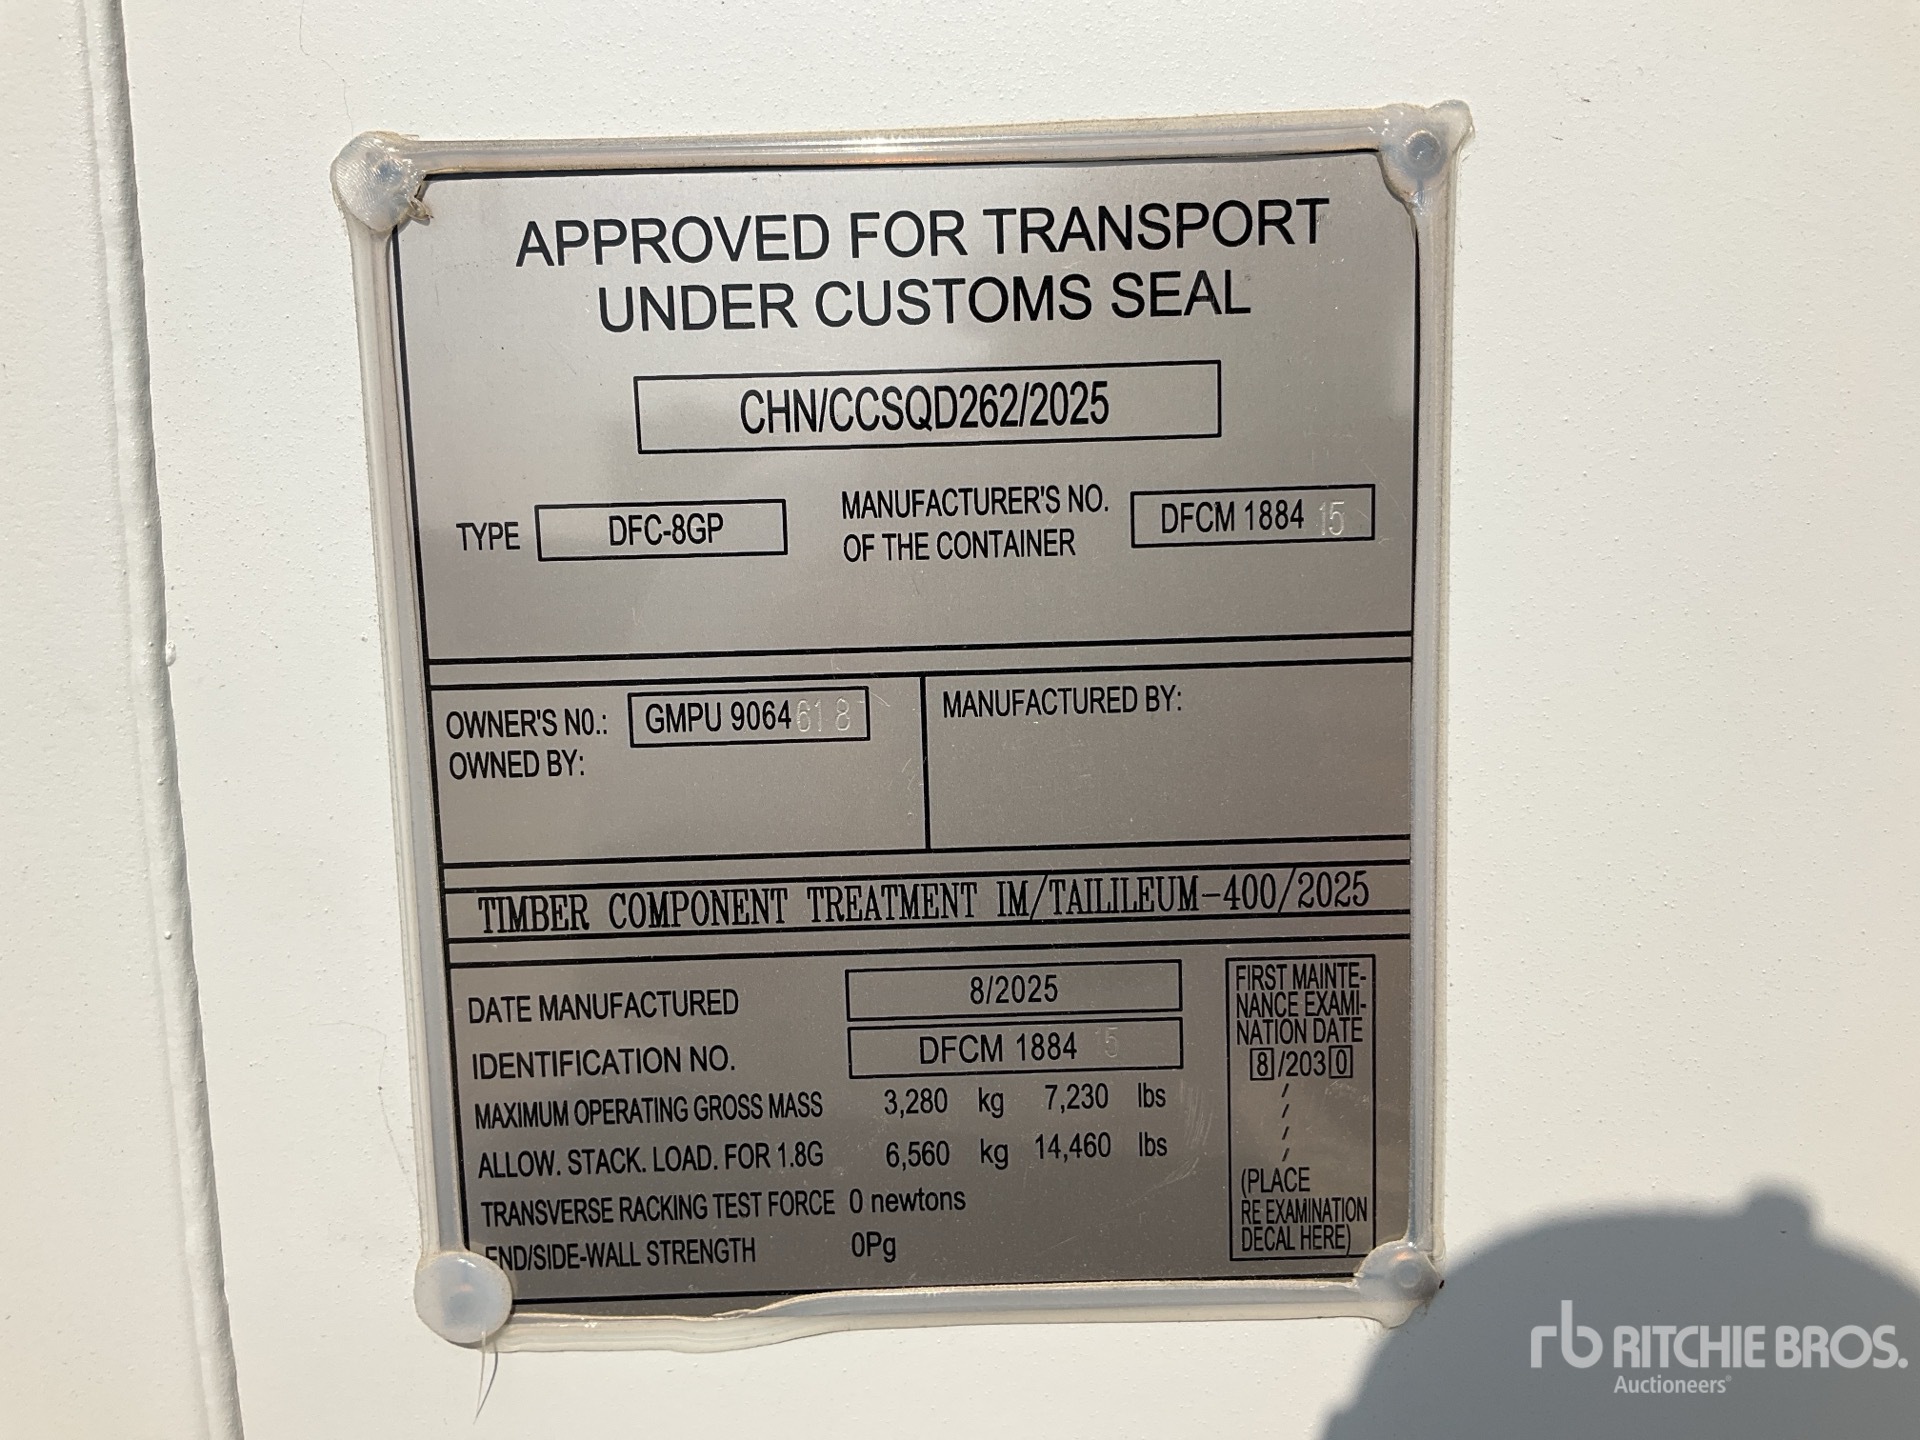 APPROVED FOR TRANSPORT
UNDER CUSTOMS SEAL
CHN/CCSQD262/2025
TYPE DFC-8GP
MANUFACTURER'S NO.
OF THE CONTAINER
DFCM 1884 15
OWNER'S NO.: GMPU 9064 61 8
OWNED BY:
MANUFACTURED BY:
TIMBER COMPONENT TREATMENT IM/TAILILEUM-400/2025
DATE MANUFACTURED 8/2025
IDENTIFICATION NO. DFCM 1884 15
MAXIMUM OPERATING GROSS MASS 3,280 kg 7,230 lbs
ALLOW. STACK. LOAD. FOR 1.8G 6,560 kg 14,460 lbs
TRANSVERSE RACKING TEST FORCE 0 newtons
END/SIDE-WALL STRENGTH 0Pg
FIRST MAINTE-
NANCE EXAMI-
NATION DATE
8/2030
/
/
/
/
(PLACE
RE EXAMINATION
DECAL HERE)
rb RITCHIE BROS.
Auctioneers